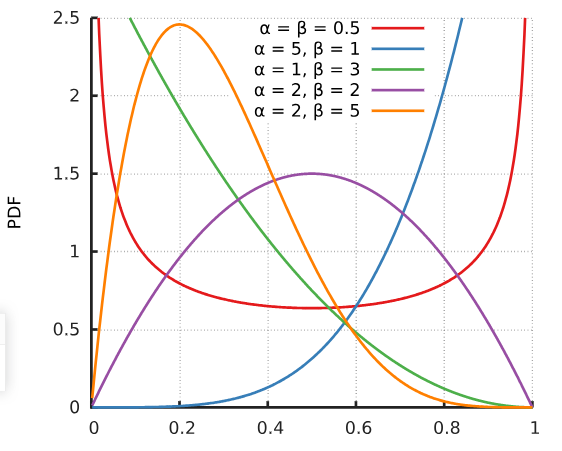 2.5
α = β = 0.5
α = 5, β = 1
α = 1, β = 3
2
α = 2, β = 2
α = 2, β = 5
1.5
PDF
1
0.5
0
0 0.2 0.4 0.6 0.8 1